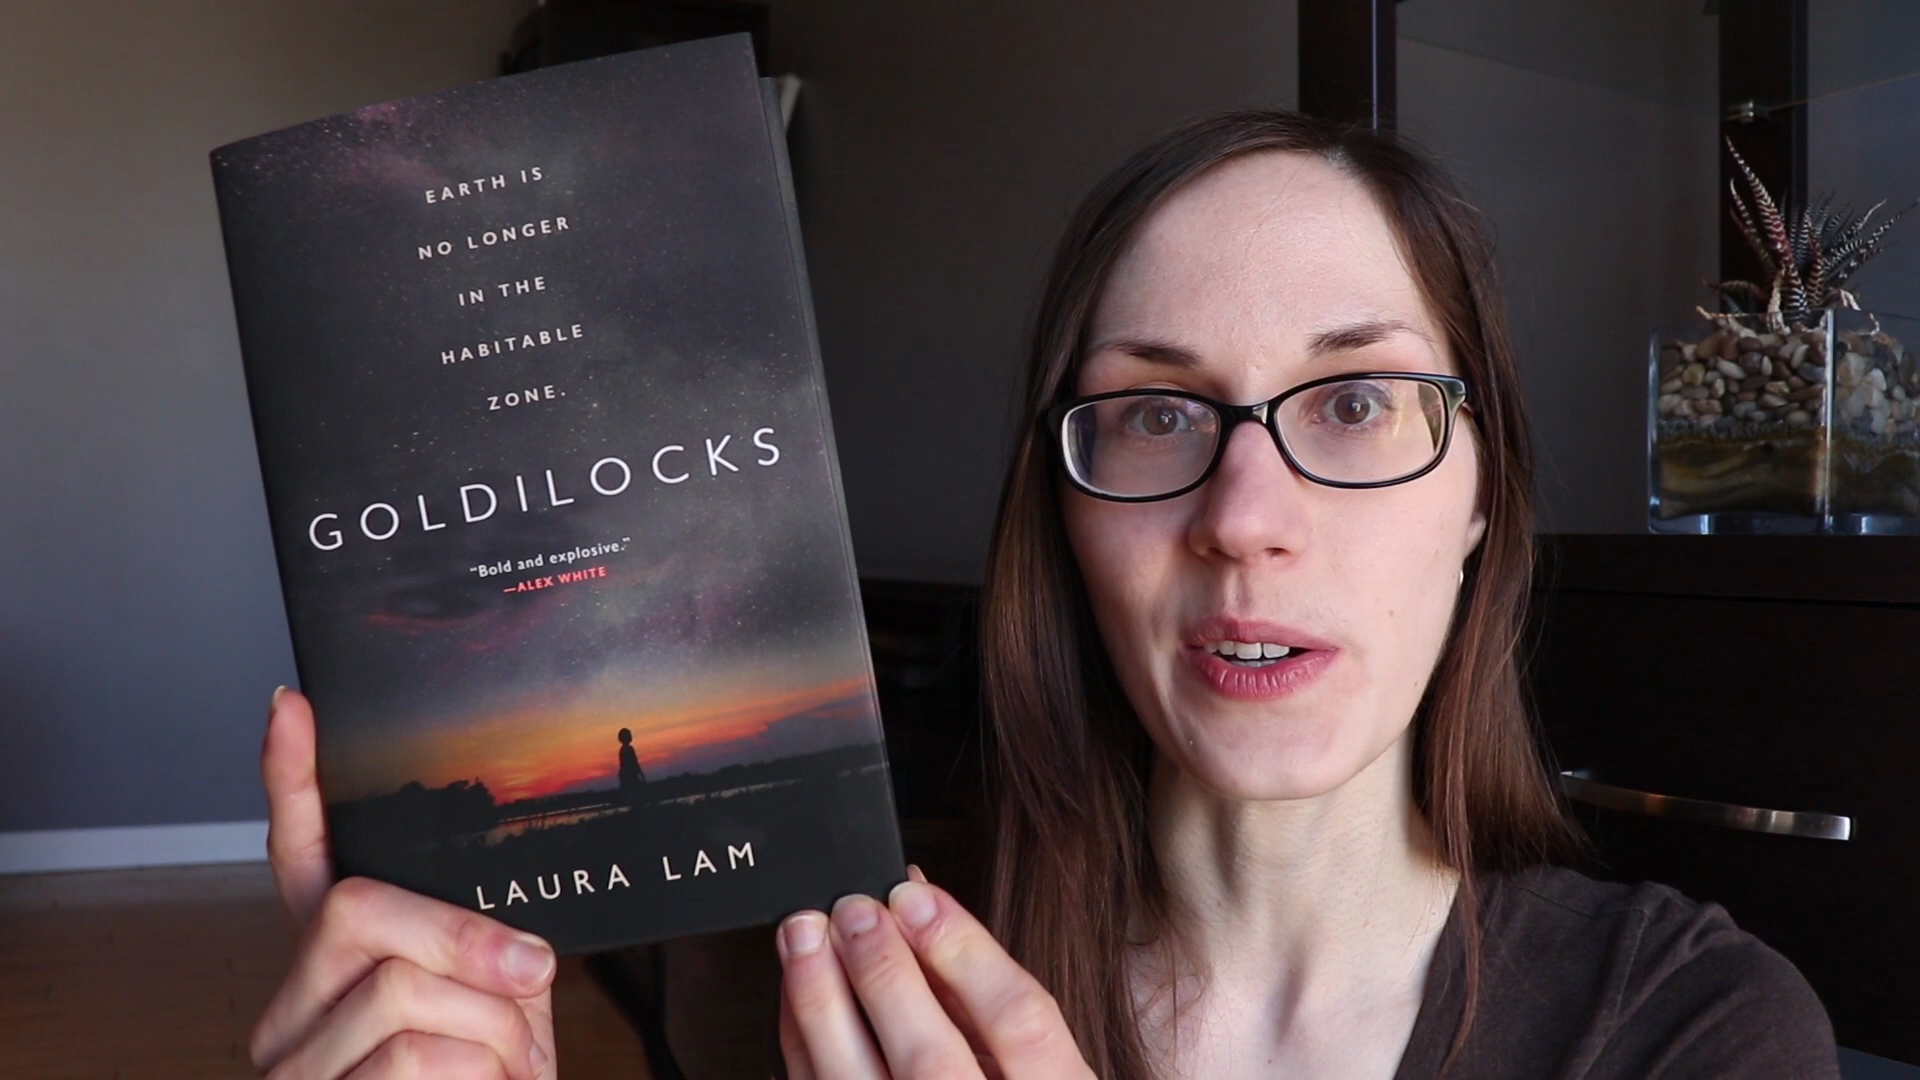 EARTH IS
NO LONGER
IN THE
HABITABLE
ZONE.
GOLDILOCKS
"Bold and explosive."
—ALEX WHITE
LAURA LAM